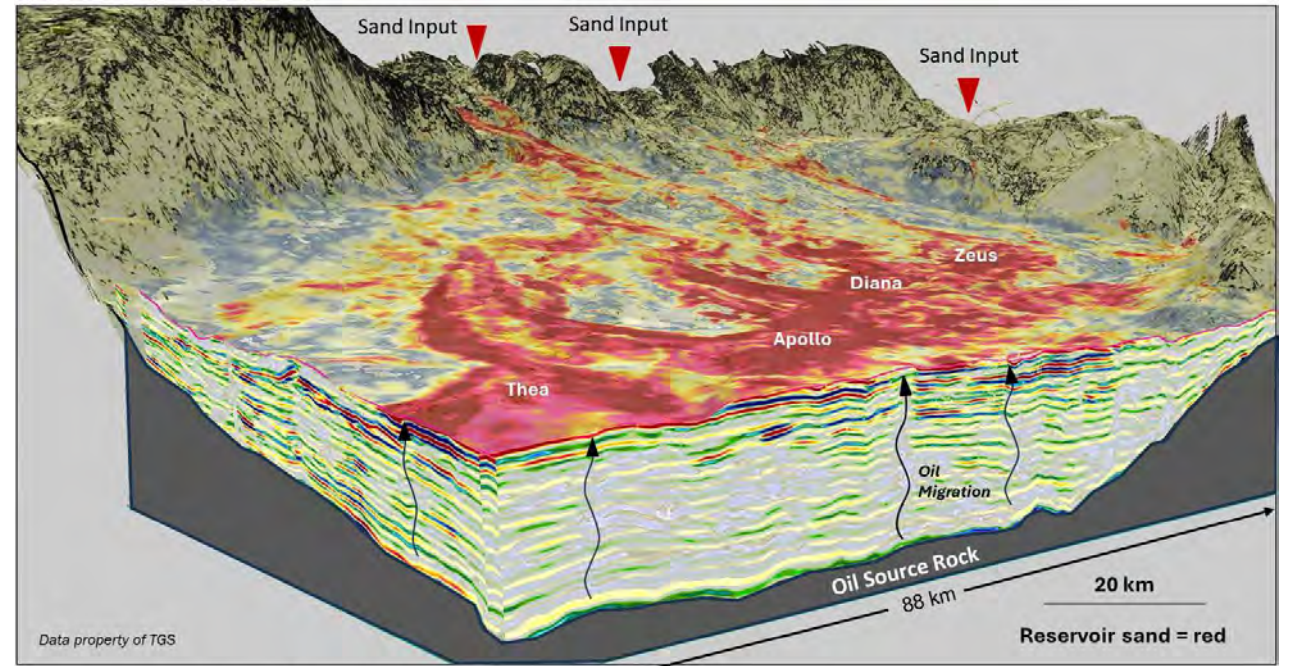 Sand Input
Sand Input
Sand Input
Zeus
Diana
Apollo
Thea
Oil
Migration
Oil Source Rock
88 km
20 km
Reservoir sand = red
Data property of TGS